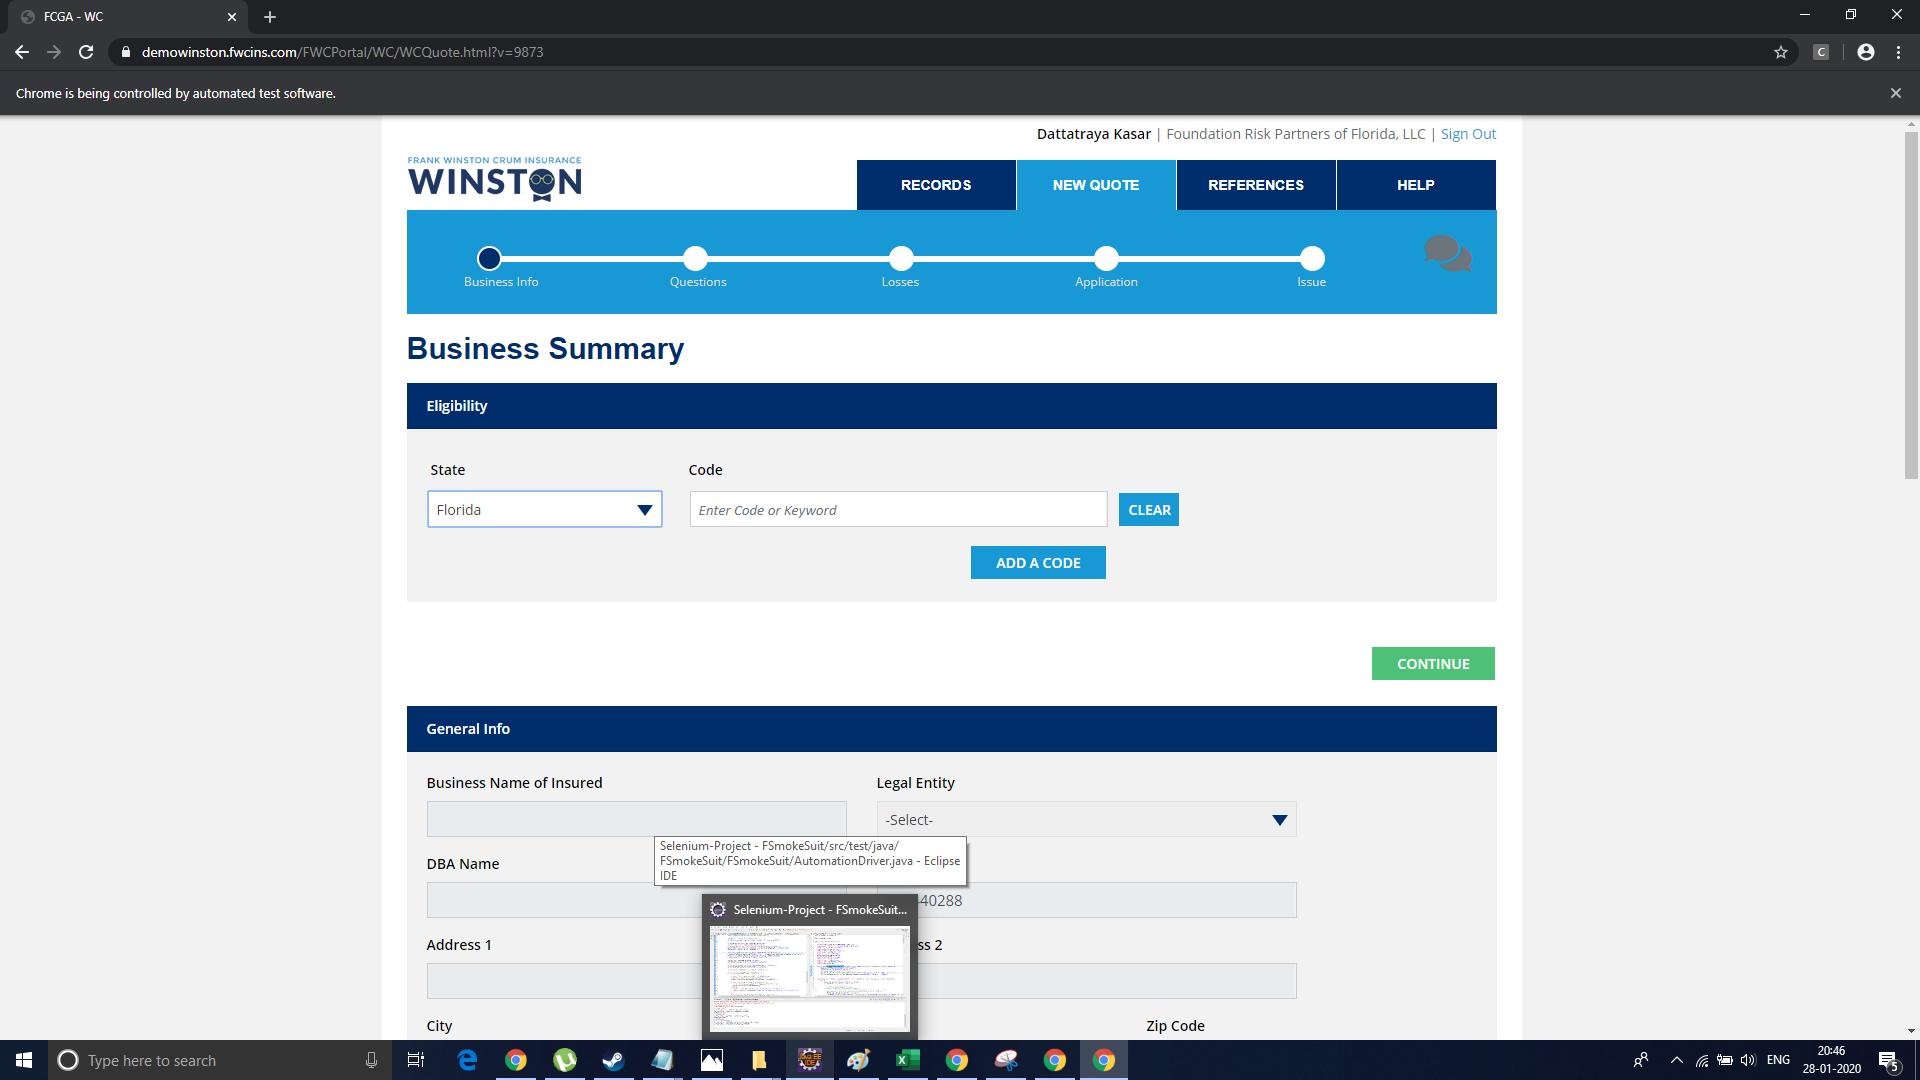 FCGA - WC
demowinston.fwcins.com/FWCPortal/WC/WCQuote.html?v=9873
C
Chrome is being controlled by automated test software.
Dattatraya Kasar | Foundation Risk Partners of Florida, LLC | Sign Out
FRANK WINSTON CRUM INSURANCE
WINSTON
RECORDS
NEW QUOTE
REFERENCES
HELP
Business Info
Questions
Losses
Application
Issue
Business Summary
Eligibility
State
Code
Florida
Enter Code or Keyword
CLEAR
ADD A CODE
CONTINUE
General Info
Business Name of Insured
Legal Entity
-Select-
Selenium-Project - FSmokeSuit/src/test/java/
FSmokeSuit/FSmokeSuit/AutomationDriver.java - Eclipse
IDE
DBA Name
40288
Selenium-Project - FSmokeSuit...
Address 1
ss 2
City
Zip Code
Type here to search
ENG
20:46
28-01-2020
5